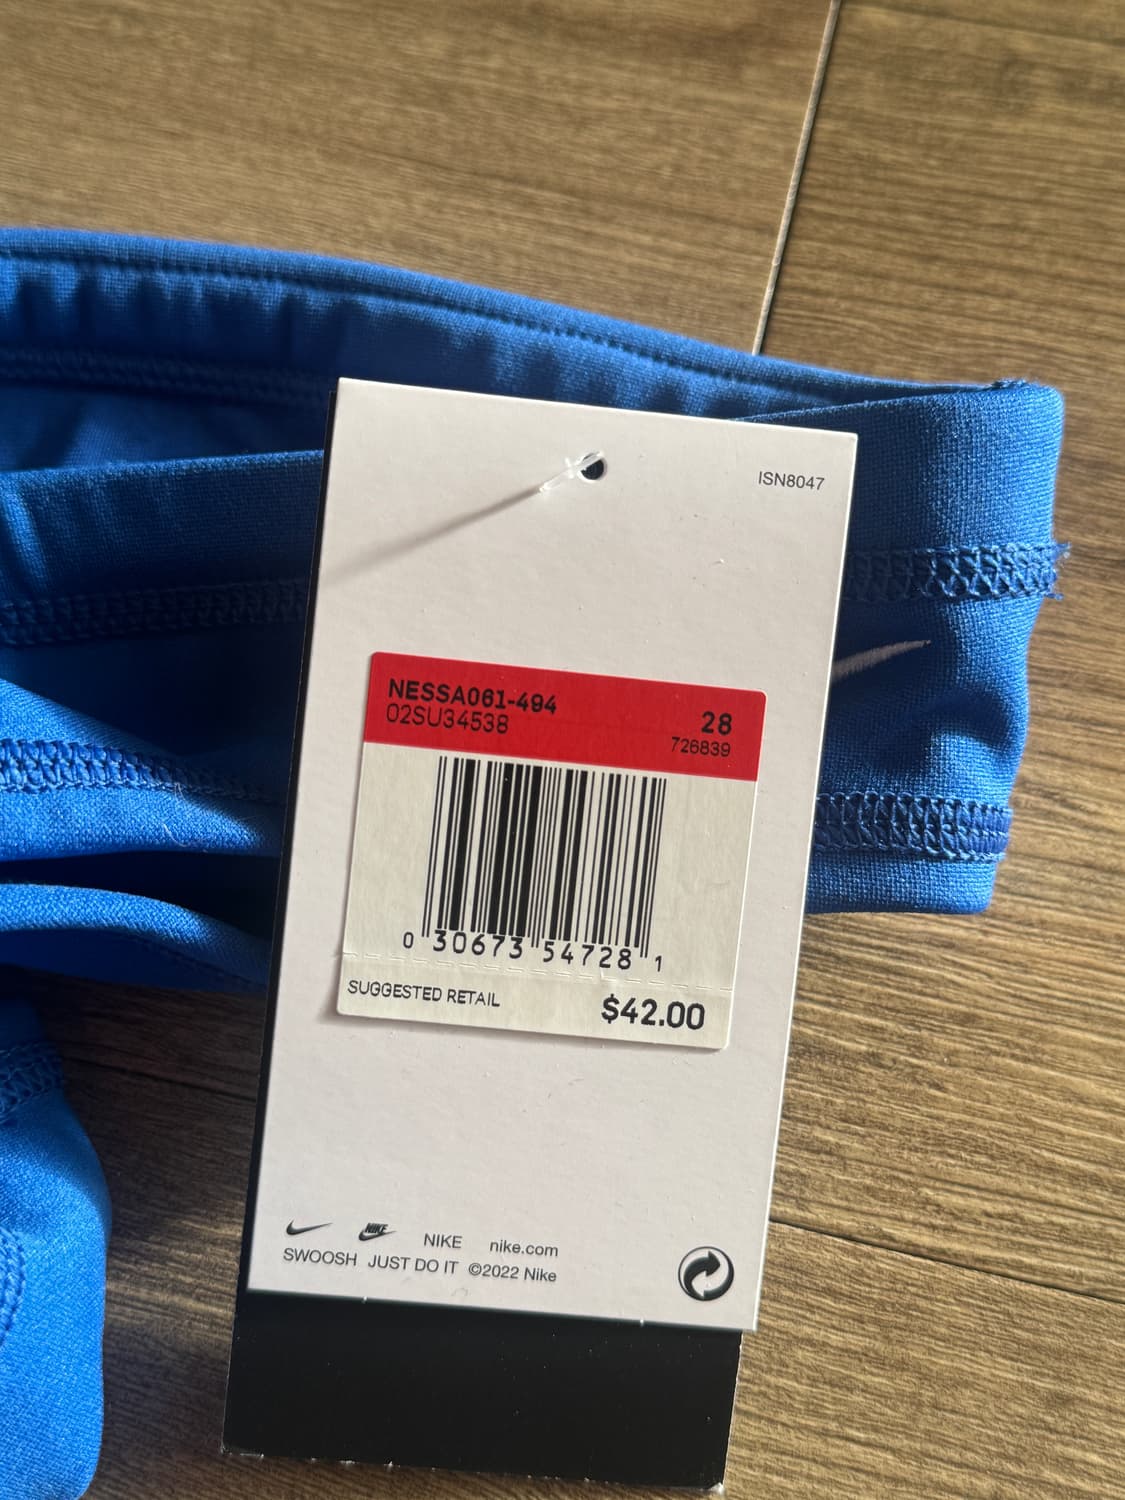 ISN8047
NESSA061-494
02SU34538
28
726839
0 30673 54728 1
SUGGESTED RETAIL
$42.00
NIKE
NIKE nike.com
SWOOSH JUST DO IT ©2022 Nike